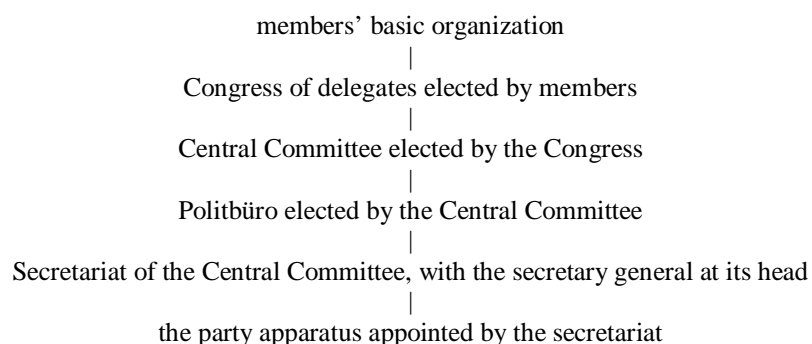 members’ basic organization
|
Congress of delegates elected by members
|
Central Committee elected by the Congress
|
Politbüro elected by the Central Committee
|
Secretariat of the Central Committee, with the secretary general at its head
|
the party apparatus appointed by the secretariat